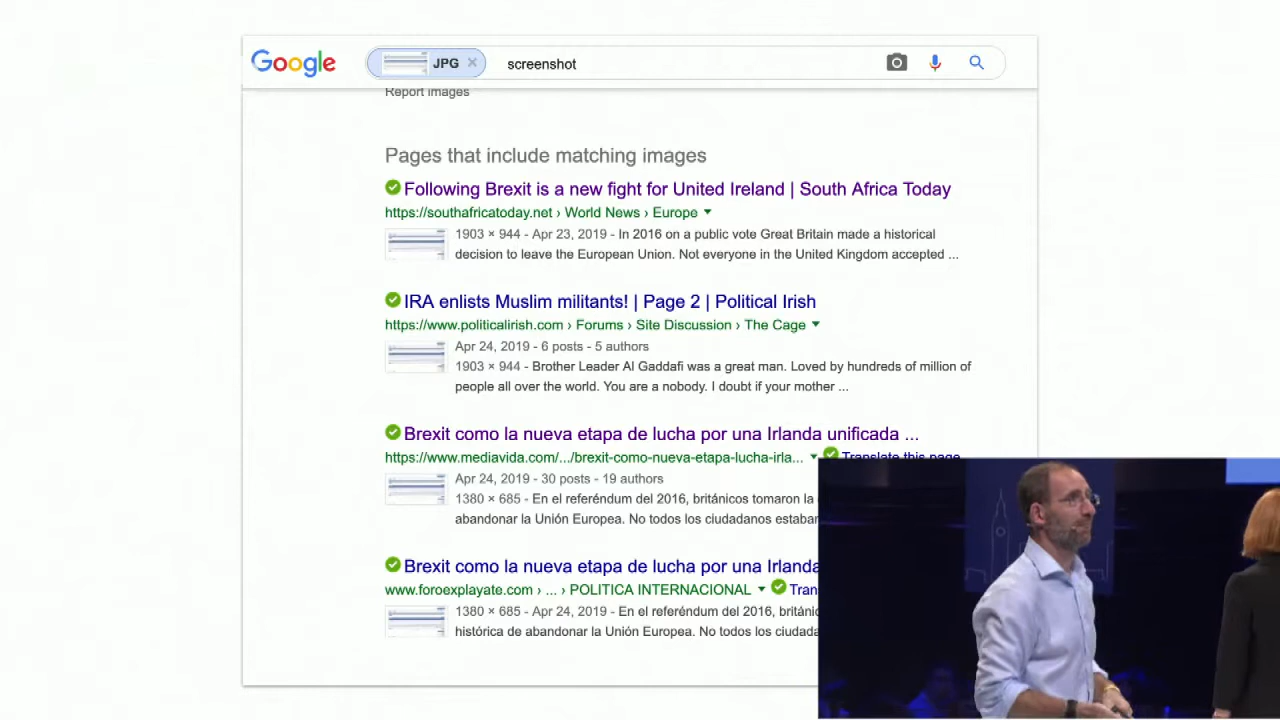 Google JPG × screenshot
Report images
Pages that include matching images
Following Brexit is a new fight for United Ireland | South Africa Today
https://southafricatoday.net › World News › Europe
1903 × 944 - Apr 23, 2019 - In 2016 on a public vote Great Britain made a historical
decision to leave the European Union. Not everyone in the United Kingdom accepted ...
IRA enlists Muslim militants! | Page 2 | Political Irish
https://www.politicalirish.com › Forums › Site Discussion › The Cage
Apr 24, 2019 - 6 posts - 5 authors
1903 × 944 - Brother Leader Al Gaddafi was a great man. Loved by hundreds of million of
people all over the world. You are a nobody. I doubt if your mother ...
Brexit como la nueva etapa de lucha por una Irlanda unificada ...
https://www.mediavida.com/.../brexit-como-nueva-etapa-lucha-irla... Translate this page
Apr 24, 2019 - 30 posts - 19 authors
1380 × 685 - En el referéndum del 2016, británicos tomaron la
abandonar la Unión Europea. No todos los ciudadanos estaban
Brexit como la nueva etapa de lucha por una Irlanda
www.foroexplayate.com › ... › POLITICA INTERNACIONAL Tran
1380 × 685 - Apr 24, 2019 - En el referéndum del 2016, británic
histórica de abandonar la Unión Europea. No todos los ciudada